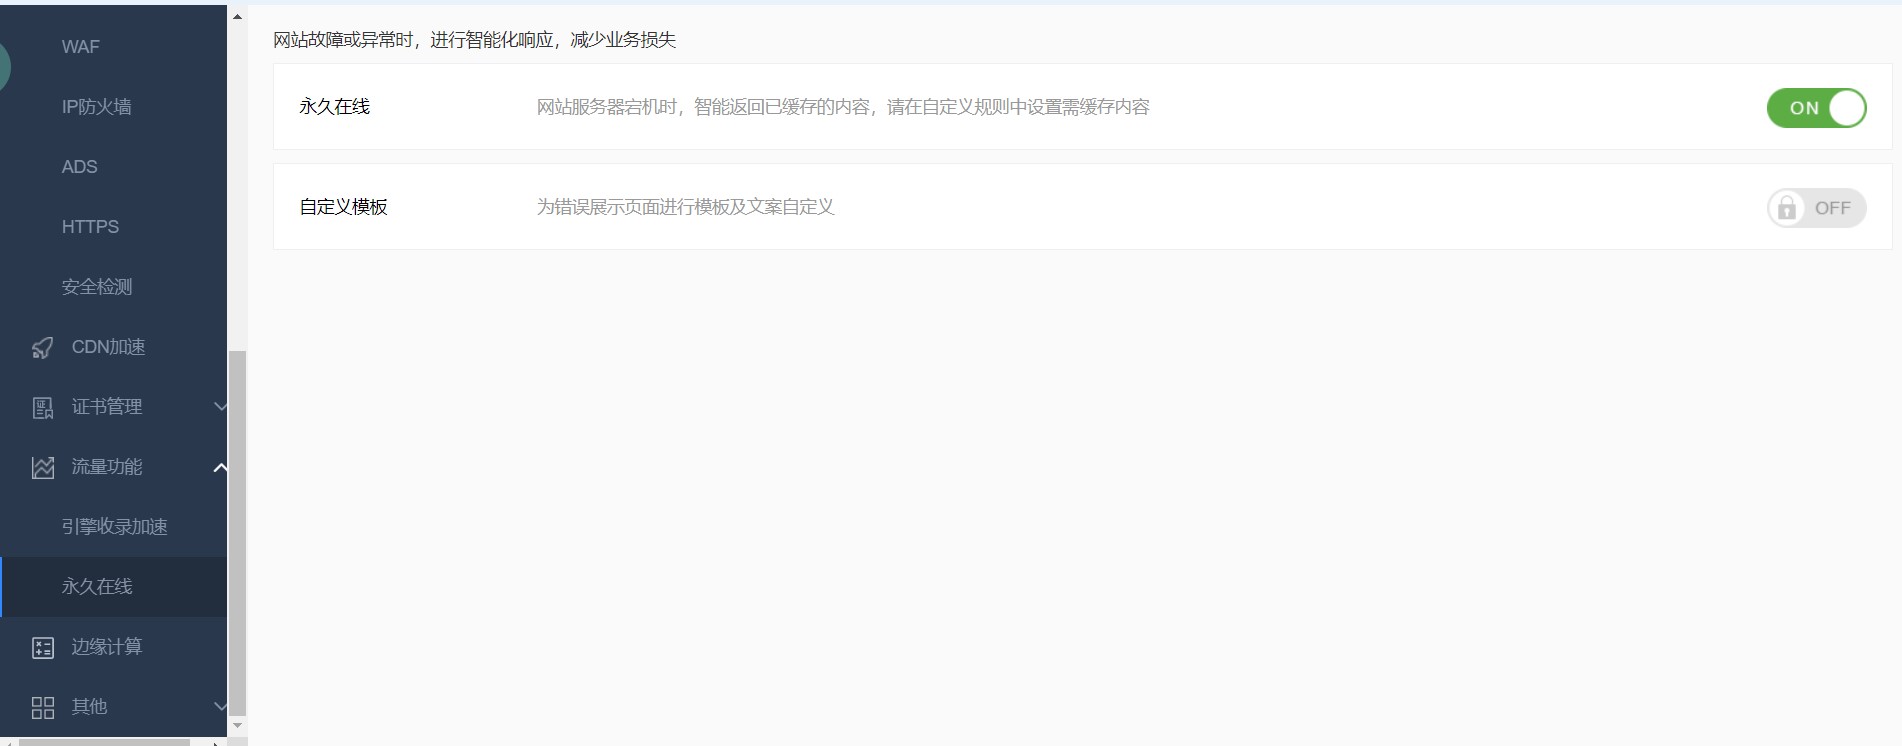 WAF
IP防火墙
ADS
HTTPS
安全检测
CDN加速
证书管理
流量功能
引擎收录加速
永久在线
边缘计算
其他
网站故障或异常时，进行智能化响应，减少业务损失
永久在线
网站服务器宕机时，智能返回已缓存的内容，请在自定义规则中设置需缓存内容
ON
自定义模板
为错误展示页面进行模板及文案自定义
OFF